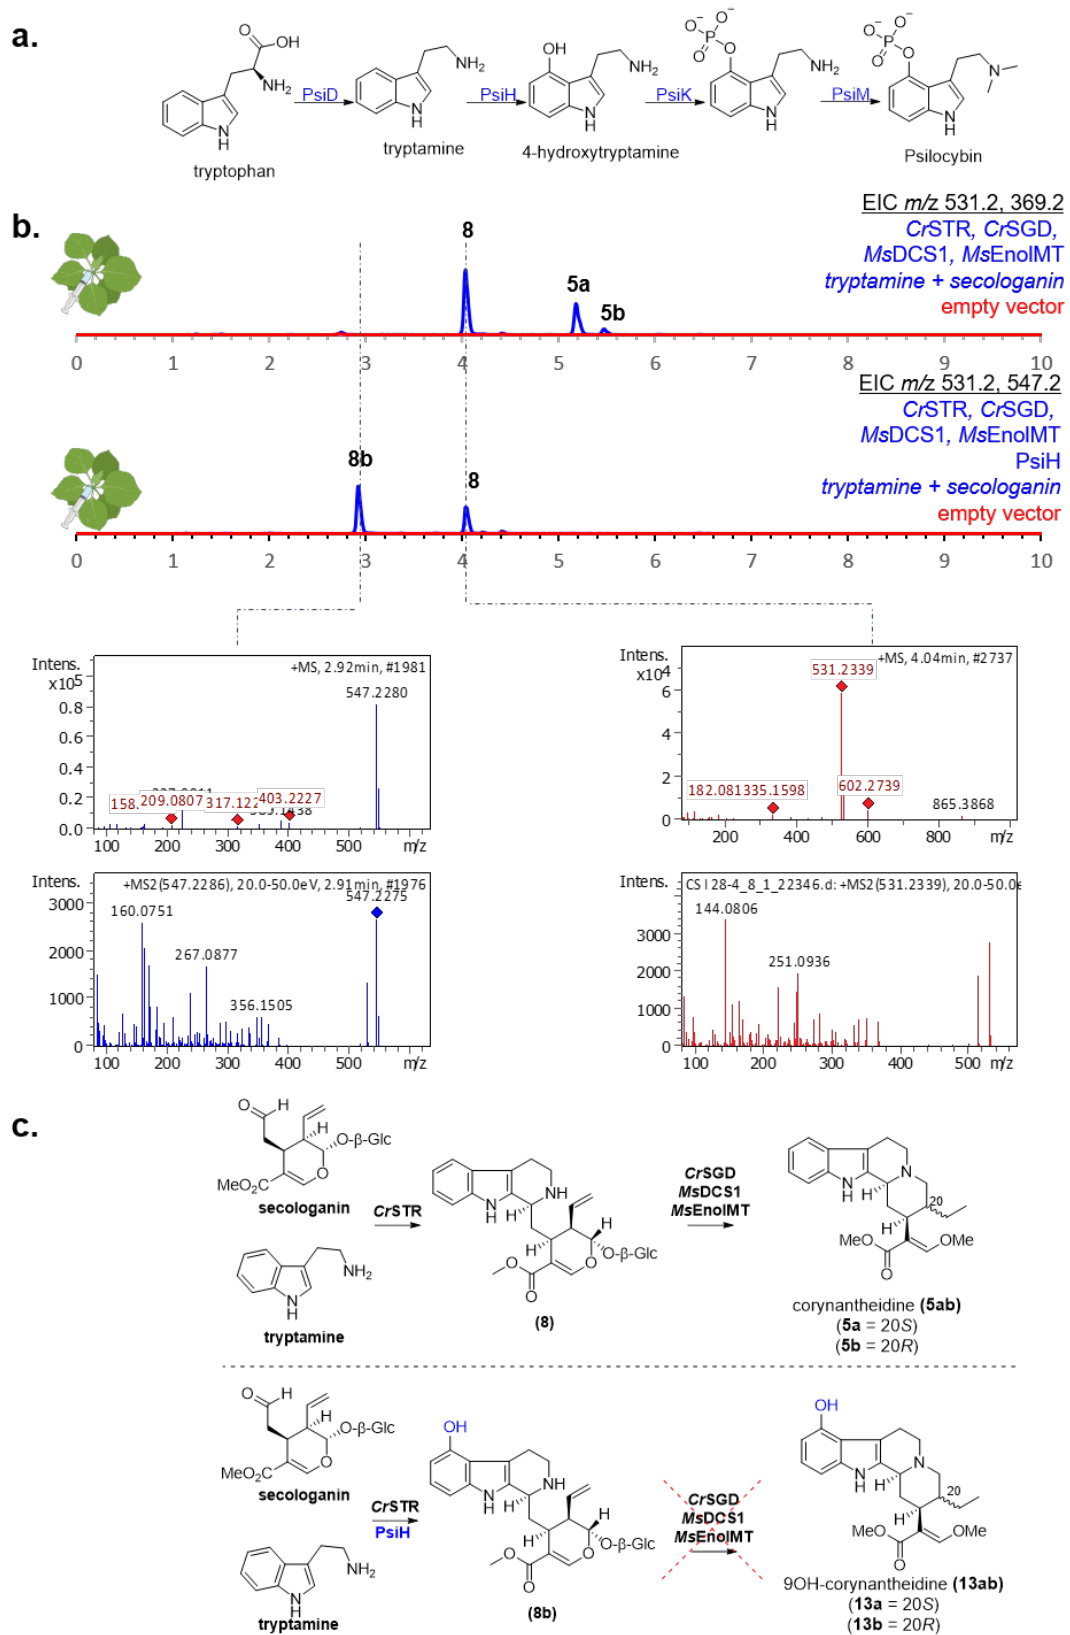 a.
O
OH
NH2
N
H
tryptophan
PsiD
NH2
N
H
tryptamine
PsiH
OH
NH2
N
H
4-hydroxytryptamine
PsiK
O−
−O P O
O
NH2
N
H
PsiM
O−
−O P O
O
N
N
H
Psilocybin
b.
EIC m/z 531.2, 369.2
CrSTR, CrSGD,
MsDCS1, MsEnolMT
tryptamine + secologanin
empty vector
8
5a
5b
0 1 2 3 4 5 6 7 8 9 10
EIC m/z 531.2, 547.2
CrSTR, CrSGD,
MsDCS1, MsEnolMT
PsiH
tryptamine + secologanin
empty vector
8b
8
0 1 2 3 4 5 6 7 8 9 10
Intens.
x10⁵
+MS, 2.92min, #1981
547.2280
0.8
0.6
0.4
0.2
0.0
158.
209.0807
317.122
403.2227
100 200 300 400 500 m/z
Intens.
x10⁴
+MS, 4.04min, #2737
531.2339
6
4
2
0
182.081
335.1598
602.2739
865.3868
200 400 600 800 m/z
Intens.
+MS2(547.2286), 20.0-50.0eV, 2.91min, #1976
547.2275
3000
2000
1000
0
160.0751
267.0877
356.1505
100 200 300 400 500 m/z
Intens.
CSI28-4_8_1_22346.d: +MS2(531.2339), 20.0-50.0e
144.0806
251.0936
3000
2000
1000
0
100 200 300 400 500 m/z
c.
O
H
H
O-β-Glc
MeO2C
O
secologanin
NH2
N
H
tryptamine
CrSTR
NH
N
H
H
H
H
O-β-Glc
O
O
O
(8)
CrSGD
MsDCS1
MsEnolMT
N
N
H
H
20
H
MeO
OMe
O
corynantheidine (5ab)
(5a = 20S)
(5b = 20R)
O
H
H
O-β-Glc
MeO2C
O
secologanin
NH2
N
H
tryptamine
CrSTR
PsiH
OH
NH
N
H
H
H
H
O-β-Glc
O
O
O
(8b)
CrSGD
MsDCS1
MsEnolMT
OH
N
N
H
H
20
H
MeO
OMe
O
9OH-corynantheidine (13ab)
(13a = 20S)
(13b = 20R)